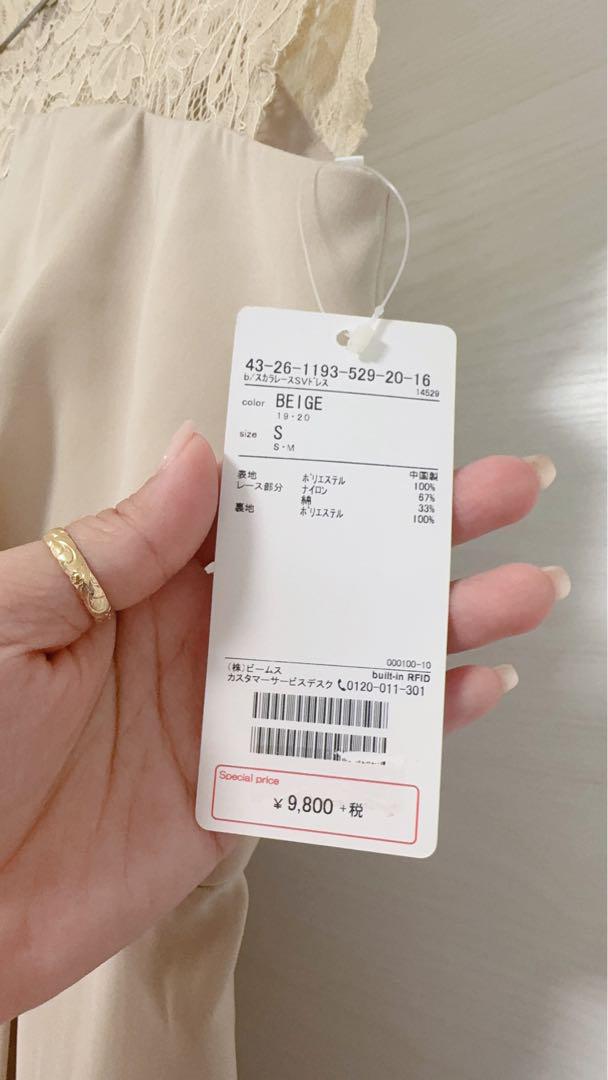 43-26-1193-529-20-16
b/スカラレースSVドレス 14529
color BEIGE
19・20
size S
S・M
中国製
表地 ポリエステル 100%
レース部分 ナイロン 67%
綿 33%
裏地 ポリエステル 100%
000100-10
(株)ビームス built-in RFID
カスタマーサービスデスク 0120-011-301
Special price
¥9,800 +税